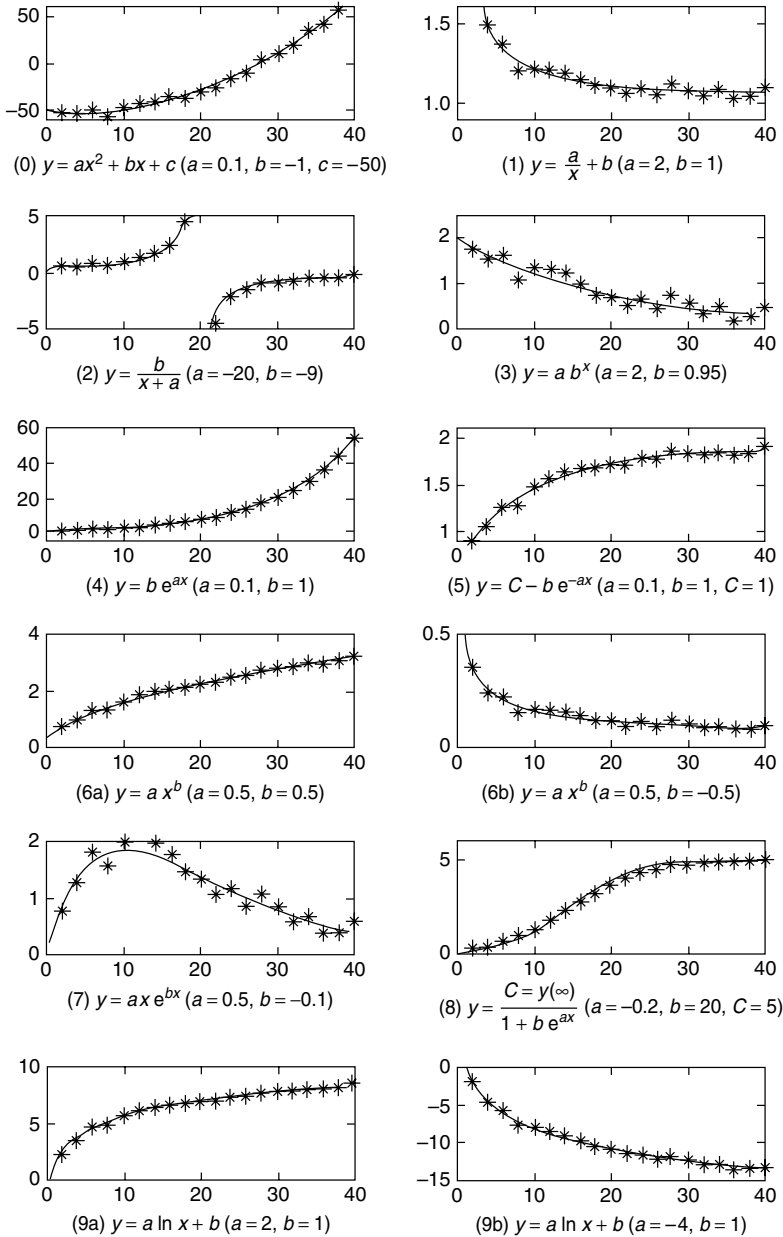 50
0
−50
0 10 20 30 40
(0) y = ax² + bx + c (a = 0.1, b = −1, c = −50)
1.5
1.0
0 10 20 30 40
(1) y = a/x + b (a = 2, b = 1)
5
0
−5
0 10 20 30 40
(2) y = b/(x + a) (a = −20, b = −9)
2
1
0
0 10 20 30 40
(3) y = a bˣ (a = 2, b = 0.95)
60
40
20
0
0 10 20 30 40
(4) y = b e^ax (a = 0.1, b = 1)
2
1.5
1
0 10 20 30 40
(5) y = C − b e^−ax (a = 0.1, b = 1, C = 1)
4
2
0
0 10 20 30 40
(6a) y = a x^b (a = 0.5, b = 0.5)
0.5
0
0 10 20 30 40
(6b) y = a x^b (a = 0.5, b = −0.5)
2
1
0
0 10 20 30 40
(7) y = ax e^bx (a = 0.5, b = −0.1)
5
0
0 10 20 30 40
(8) y = C = y(∞)/(1 + b e^ax) (a = −0.2, b = 20, C = 5)
10
5
0
0 10 20 30 40
(9a) y = a ln x + b (a = 2, b = 1)
0
−5
−10
−15
0 10 20 30 40
(9b) y = a ln x + b (a = −4, b = 1)